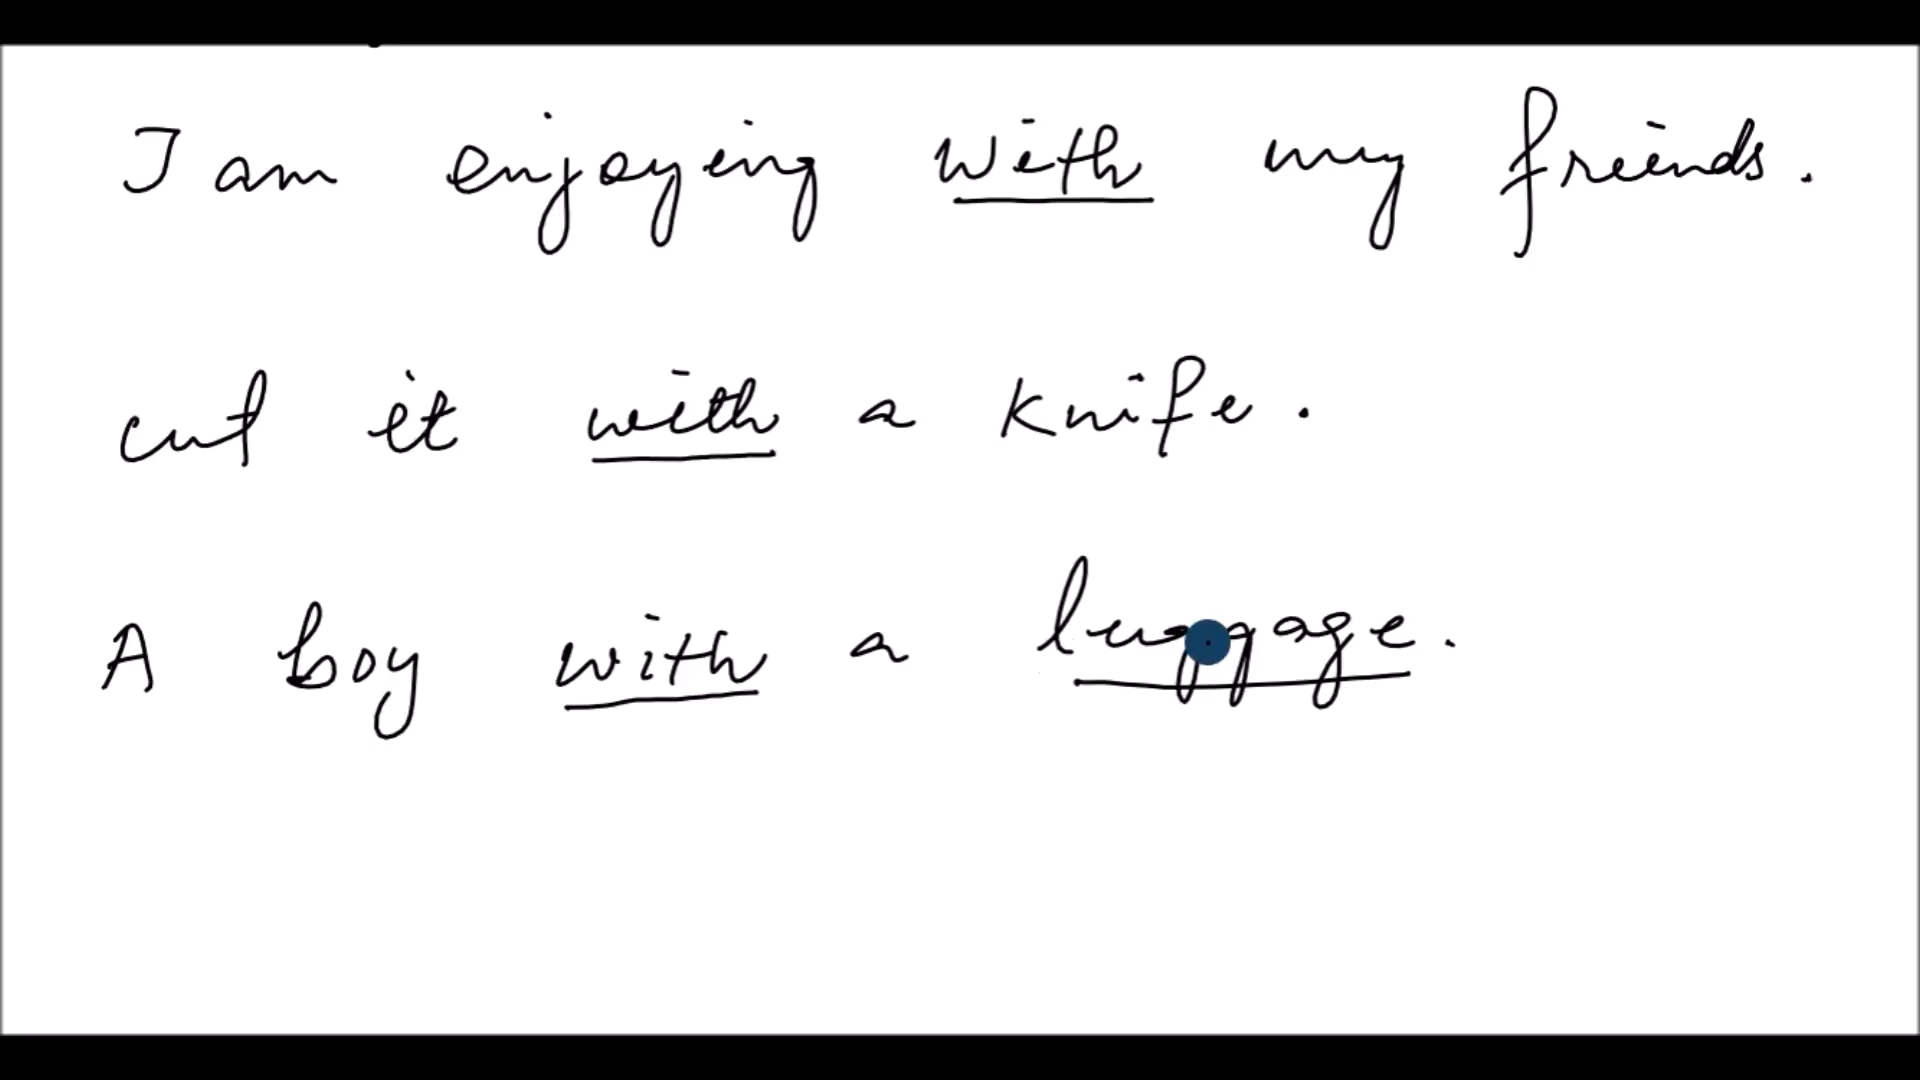 I am enjoying with my friends.
cut it with a knife.
A boy with a luggage.